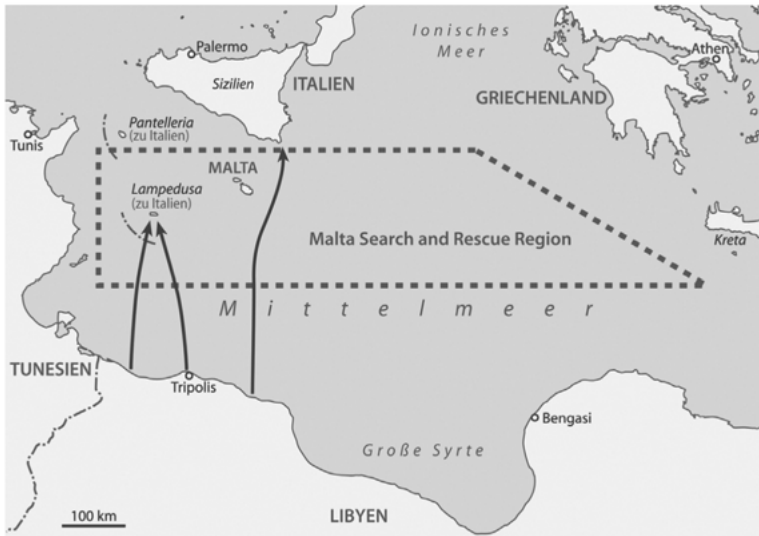 Ionisches
Meer
Palermo
Athen
Sizilien
ITALIEN
GRIECHENLAND
Pantelleria
(zu Italien)
Tunis
MALTA
Lampedusa
(zu Italien)
Malta Search and Rescue Region
Kreta
Mittelmeer
TUNESIEN
Tripolis
Bengasi
Große Syrte
100 km
LIBYEN